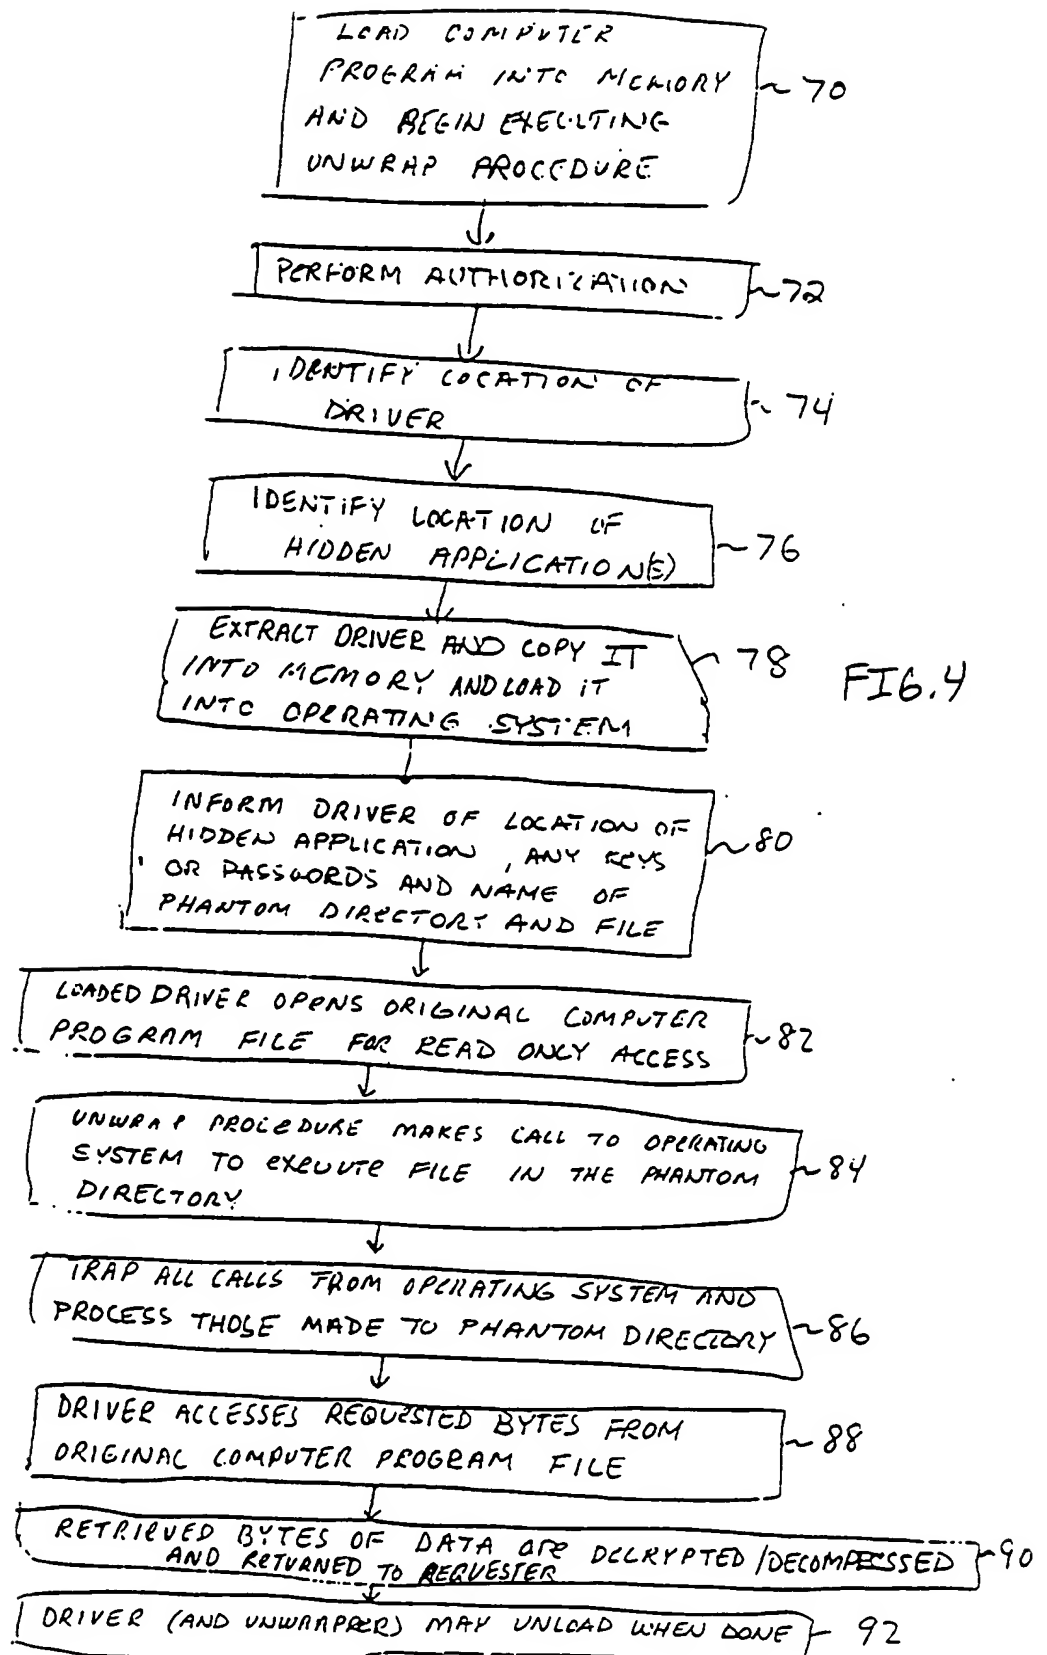 LOAD COMPUTER
PROGRAM INTO MEMORY
AND BEGIN EXECUTING
UNWRAP PROCEDURE
70
PERFORM AUTHORIZATION
72
IDENTIFY LOCATION OF
DRIVER
74
IDENTIFY LOCATION OF
HIDDEN APPLICATION(S)
76
EXTRACT DRIVER AND COPY IT
INTO MEMORY AND LOAD IT
INTO OPERATING SYSTEM
78
FIG. 4
INFORM DRIVER OF LOCATION OF
HIDDEN APPLICATION, ANY KEYS
OR PASSWORDS AND NAME OF
PHANTOM DIRECTORY AND FILE
80
LOADED DRIVER OPENS ORIGINAL COMPUTER
PROGRAM FILE FOR READ ONLY ACCESS
82
UNWRAP PROCEDURE MAKES CALL TO OPERATING
SYSTEM TO EXECUTE FILE IN THE PHANTOM
DIRECTORY
84
TRAP ALL CALLS FROM OPERATING SYSTEM AND
PROCESS THOSE MADE TO PHANTOM DIRECTORY
86
DRIVER ACCESSES REQUESTED BYTES FROM
ORIGINAL COMPUTER PROGRAM FILE
88
RETRIEVED BYTES OF DATA ARE DECRYPTED/DECOMPESSED
AND RETURNED TO REQUESTER
90
DRIVER (AND UNWRAPPER) MAY UNLOAD WHEN DONE
92